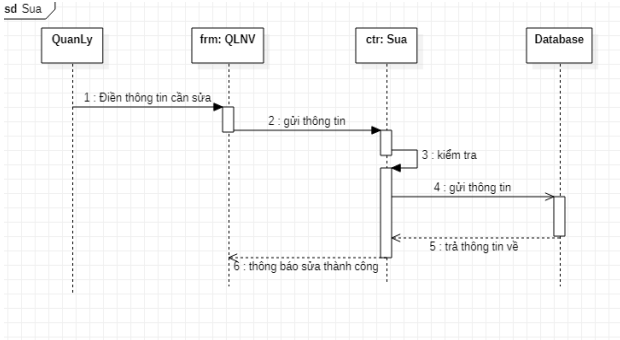 sd Sua
QuanLy
frm: QLNV
ctr: Sua
Database
1 : Điền thông tin cần sửa
2 : gửi thông tin
3 : kiểm tra
4 : gửi thông tin
5 : trả thông tin về
6 : thông báo sửa thành công